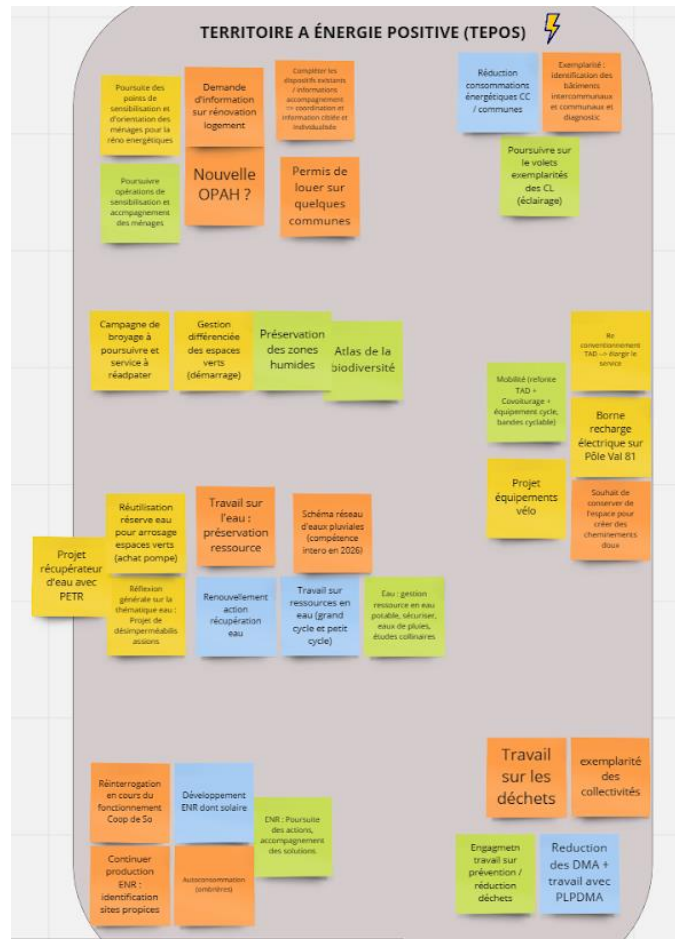 TERRITOIRE A ÉNERGIE POSITIVE (TEPOS)
Poursuite des
points de
sensibilisation et
d'orientation des
ménages pour la
réno energétiques
Demande
d'information
sur rénovation
logement
Compléter les
dispositifs existants
/ informations
accompagnement
=> coordination et
information ciblée et
individualisée
Réduction
consommations
énergétiques CC
/ communes
Exemplarité :
identification des
bâtiments
intercommunaux
et communaux et
diagnostic
Poursuivre
opérations de
sensibilisation et
accmpagnement
des ménages
Nouvelle
OPAH ?
Permis de
louer sur
quelques
communes
Poursuivre sur
le volets
exemplarités
des CL
(éclairage)
Campagne de
broyage à
poursuivre et
service à
réadpater
Gestion
différenciée
des espaces
verts
(démarrage)
Préservation
des zones
humides
Atlas de la
biodiversité
Re
conventionnement
TAD --> élargir le
service
Mobilité (refonte
TAD +
Covoiturage +
équipement cycle,
bandes cyclable)
Borne
recharge
électrique sur
Pôle Val 81
Projet
équipements
vélo
Souhait de
conserver de
l'espace pour
créer des
cheminements
doux
Projet
récupérateur
d'eau avec
PETR
Réutilisation
réserve eau
pour arrosage
espaces verts
(achat pompe)
Travail sur
l'eau :
préservation
ressource
Schéma réseau
d'eaux pluviales
(compétence
intero en 2026)
Réflexion
générale sur la
thématique eau :
Projet de
désimperméabilis
assions
Renouvellement
action
récupération
eau
Travail sur
ressources en
eau (grand
cycle et petit
cycle)
Eau : gestion
ressource en eau
potable, sécuriser,
eaux de pluies,
études collinaires
Réinterrogation
en cours du
fonctionnement
Coop de So
Développement
ENR dont solaire
ENR : Poursuite
des actions,
accompagnement
des solutions
Continuer
production
ENR :
identification
sites propices
Autoconsommation
(ombrières)
Travail
sur les
déchets
exemplarité
des
collectivités
Engagmetn
travail sur
prévention /
réduction
déchets
Reduction
des DMA +
travail avec
PLPDMA